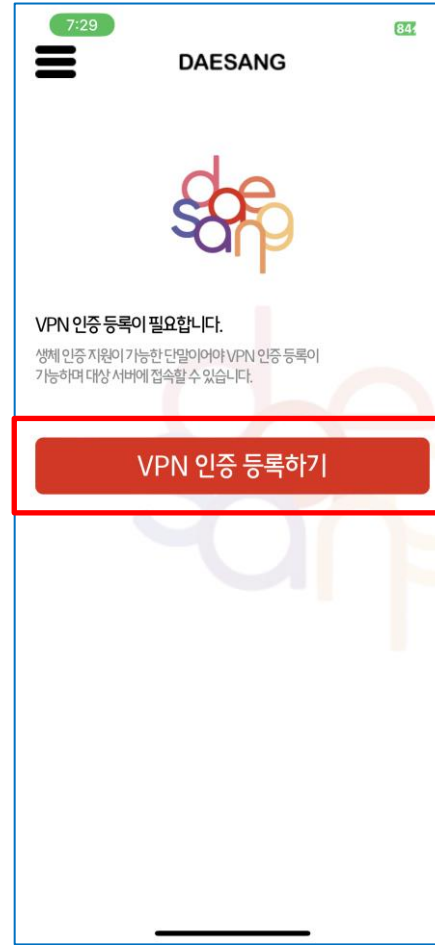 7:29
84
DAESANG
daesang
VPN 인증 등록이 필요합니다.
생체 인증 지원이 가능한 단말이어야 VPN 인증 등록이
가능하며 대상 서버에 접속할 수 있습니다.
VPN 인증 등록하기